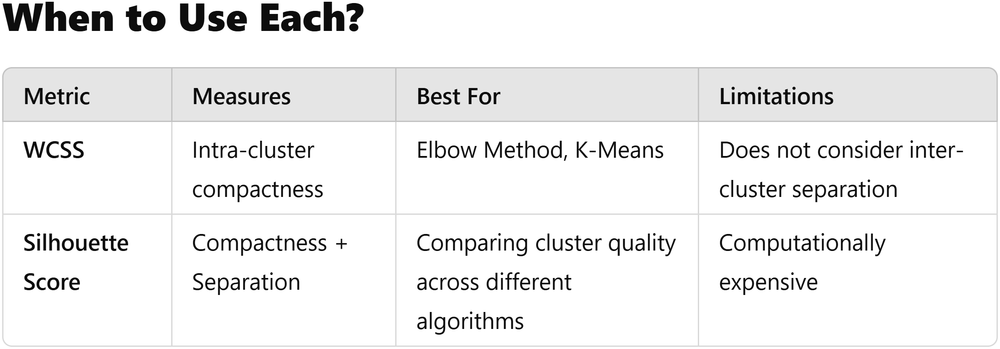 When to Use Each?
Metric
Measures
Best For
Limitations
WCSS
Intra-cluster
compactness
Elbow Method, K-Means
Does not consider inter-
cluster separation
Silhouette
Score
Compactness +
Separation
Comparing cluster quality
across different
algorithms
Computationally
expensive